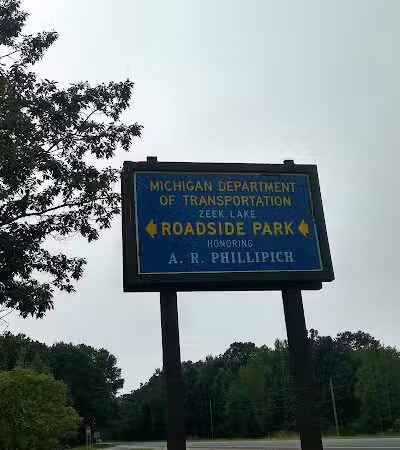 MICHIGAN DEPARTMENT
OF TRANSPORTATION
ZEEK LAKE
ROADSIDE PARK
HONORING
A. R. PHILLIPICH